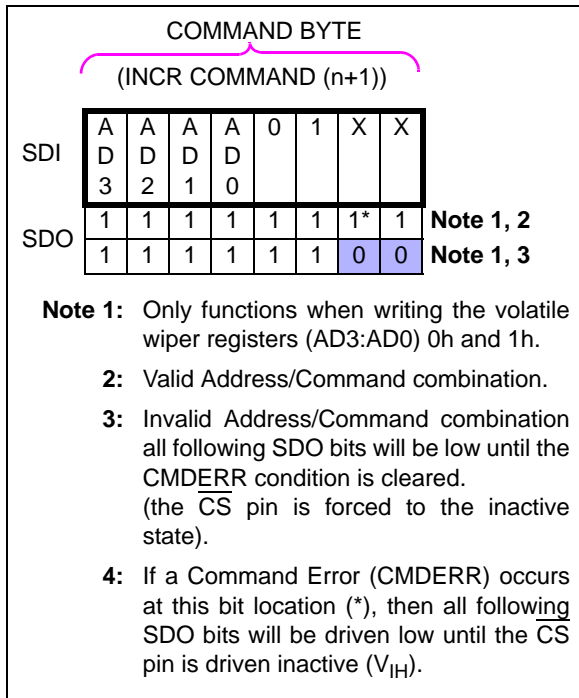 COMMAND BYTE
(INCR COMMAND (n+1))
SDI
A A A A 0 1 X X
D D D D
3 2 1 0
SDO
1 1 1 1 1 1 1* 1 Note 1, 2
1 1 1 1 1 1 0 0 Note 1, 3
Note 1: Only functions when writing the volatile
wiper registers (AD3:AD0) 0h and 1h.
2: Valid Address/Command combination.
3: Invalid Address/Command combination
all following SDO bits will be low until the
CMDERR condition is cleared.
(the CS pin is forced to the inactive
state).
4: If a Command Error (CMDERR) occurs
at this bit location (*), then all following
SDO bits will be driven low until the CS
pin is driven inactive (VIH).